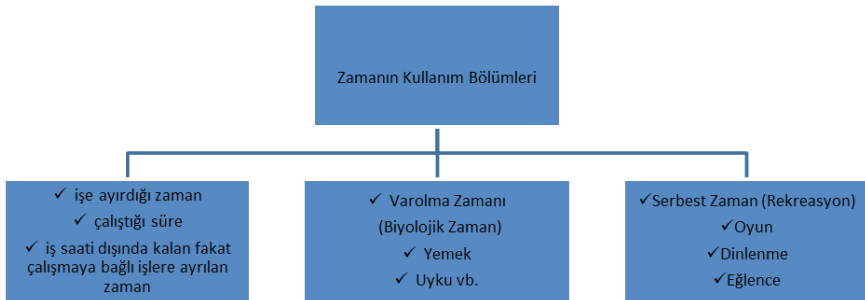 Zamanın Kullanım Bölümleri
✓ işe ayırdığı zaman
✓ çalıştığı süre
✓ iş saati dışında kalan fakat
çalışmaya bağlı işlere ayrılan
zaman
✓ Varolma Zamanı
(Biyolojik Zaman)
✓ Yemek
✓ Uyku vb.
✓Serbest Zaman (Rekreasyon)
✓Oyun
✓Dinlenme
✓Eğlence